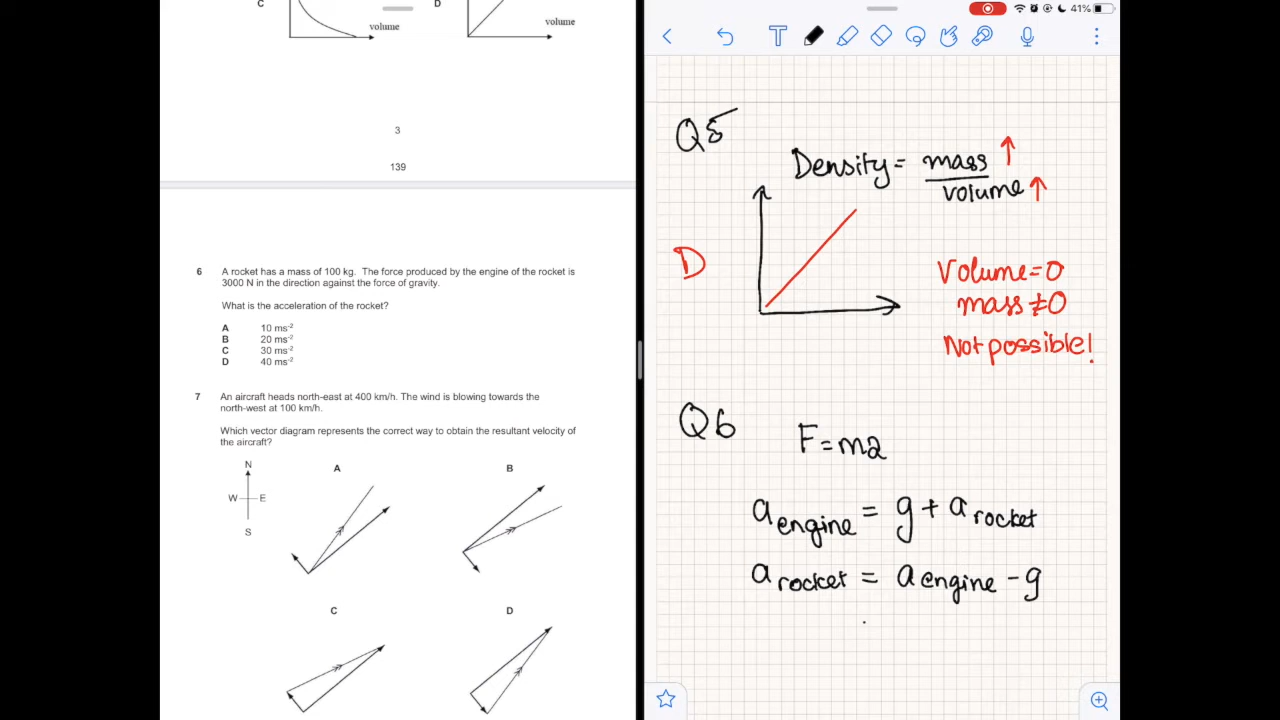 C
D
volume
volume
3
139
6 A rocket has a mass of 100 kg. The force produced by the engine of the rocket is
3000 N in the direction against the force of gravity.
What is the acceleration of the rocket?
A 10 ms⁻²
B 20 ms⁻²
C 30 ms⁻²
D 40 ms⁻²
7 An aircraft heads north-east at 400 km/h. The wind is blowing towards the
north-west at 100 km/h.
Which vector diagram represents the correct way to obtain the resultant velocity of
the aircraft?
N
W E
S
A
B
C
D
41%
T
Q5
Density = mass ↑
volume ↑
D
Volume=0
mass ≠0
Not possible!
Q6
F=ma
a engine = g + a rocket
a rocket = a engine - g